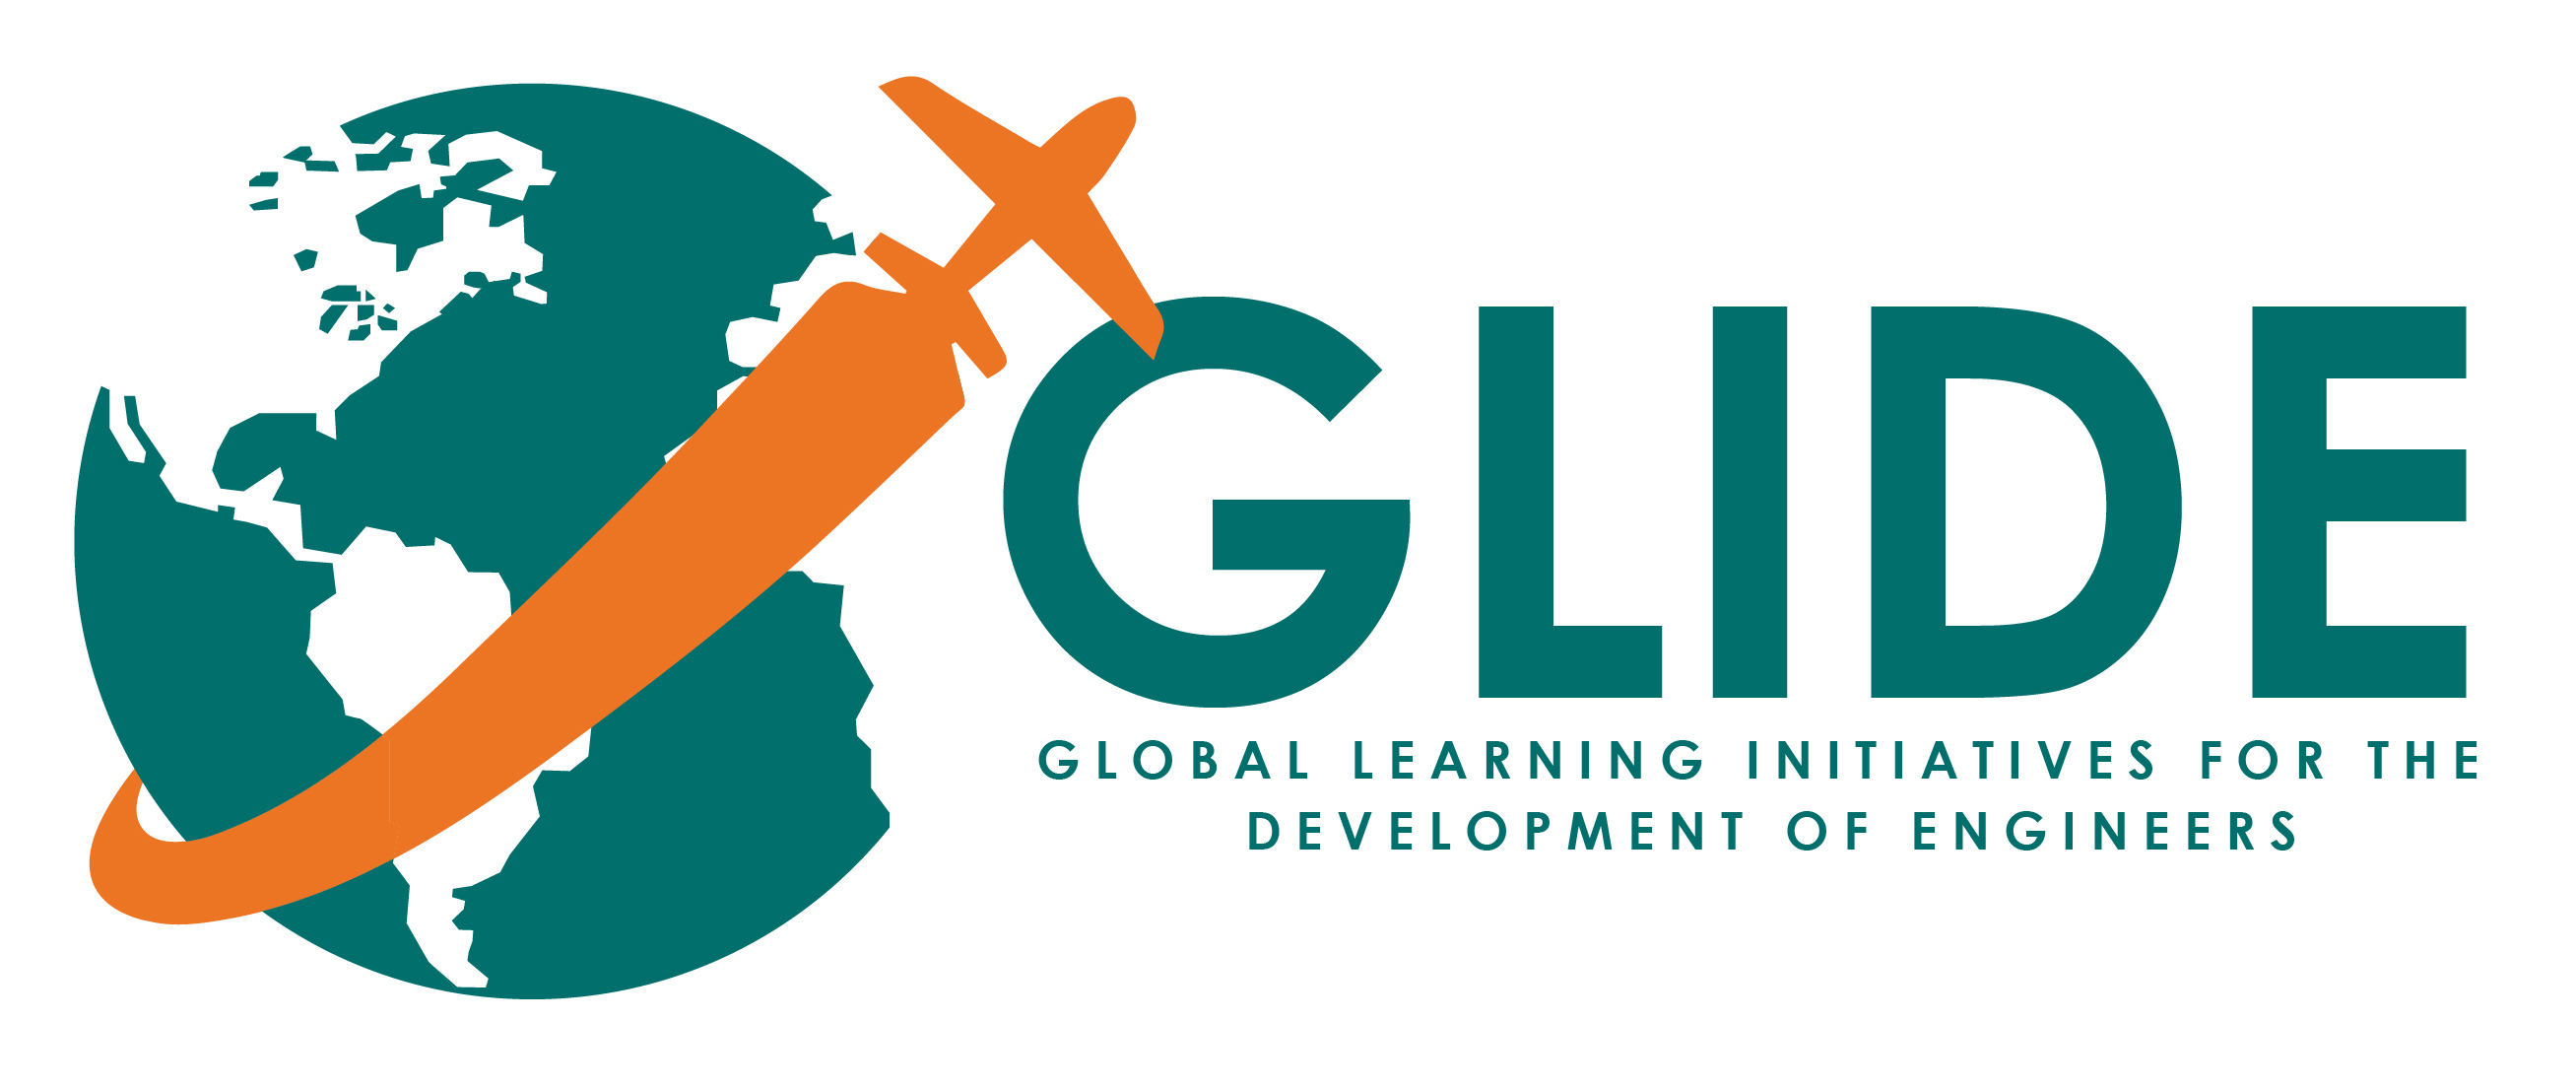 GLIDE
GLOBAL LEARNING INITIATIVES FOR THE
DEVELOPMENT OF ENGINEERS